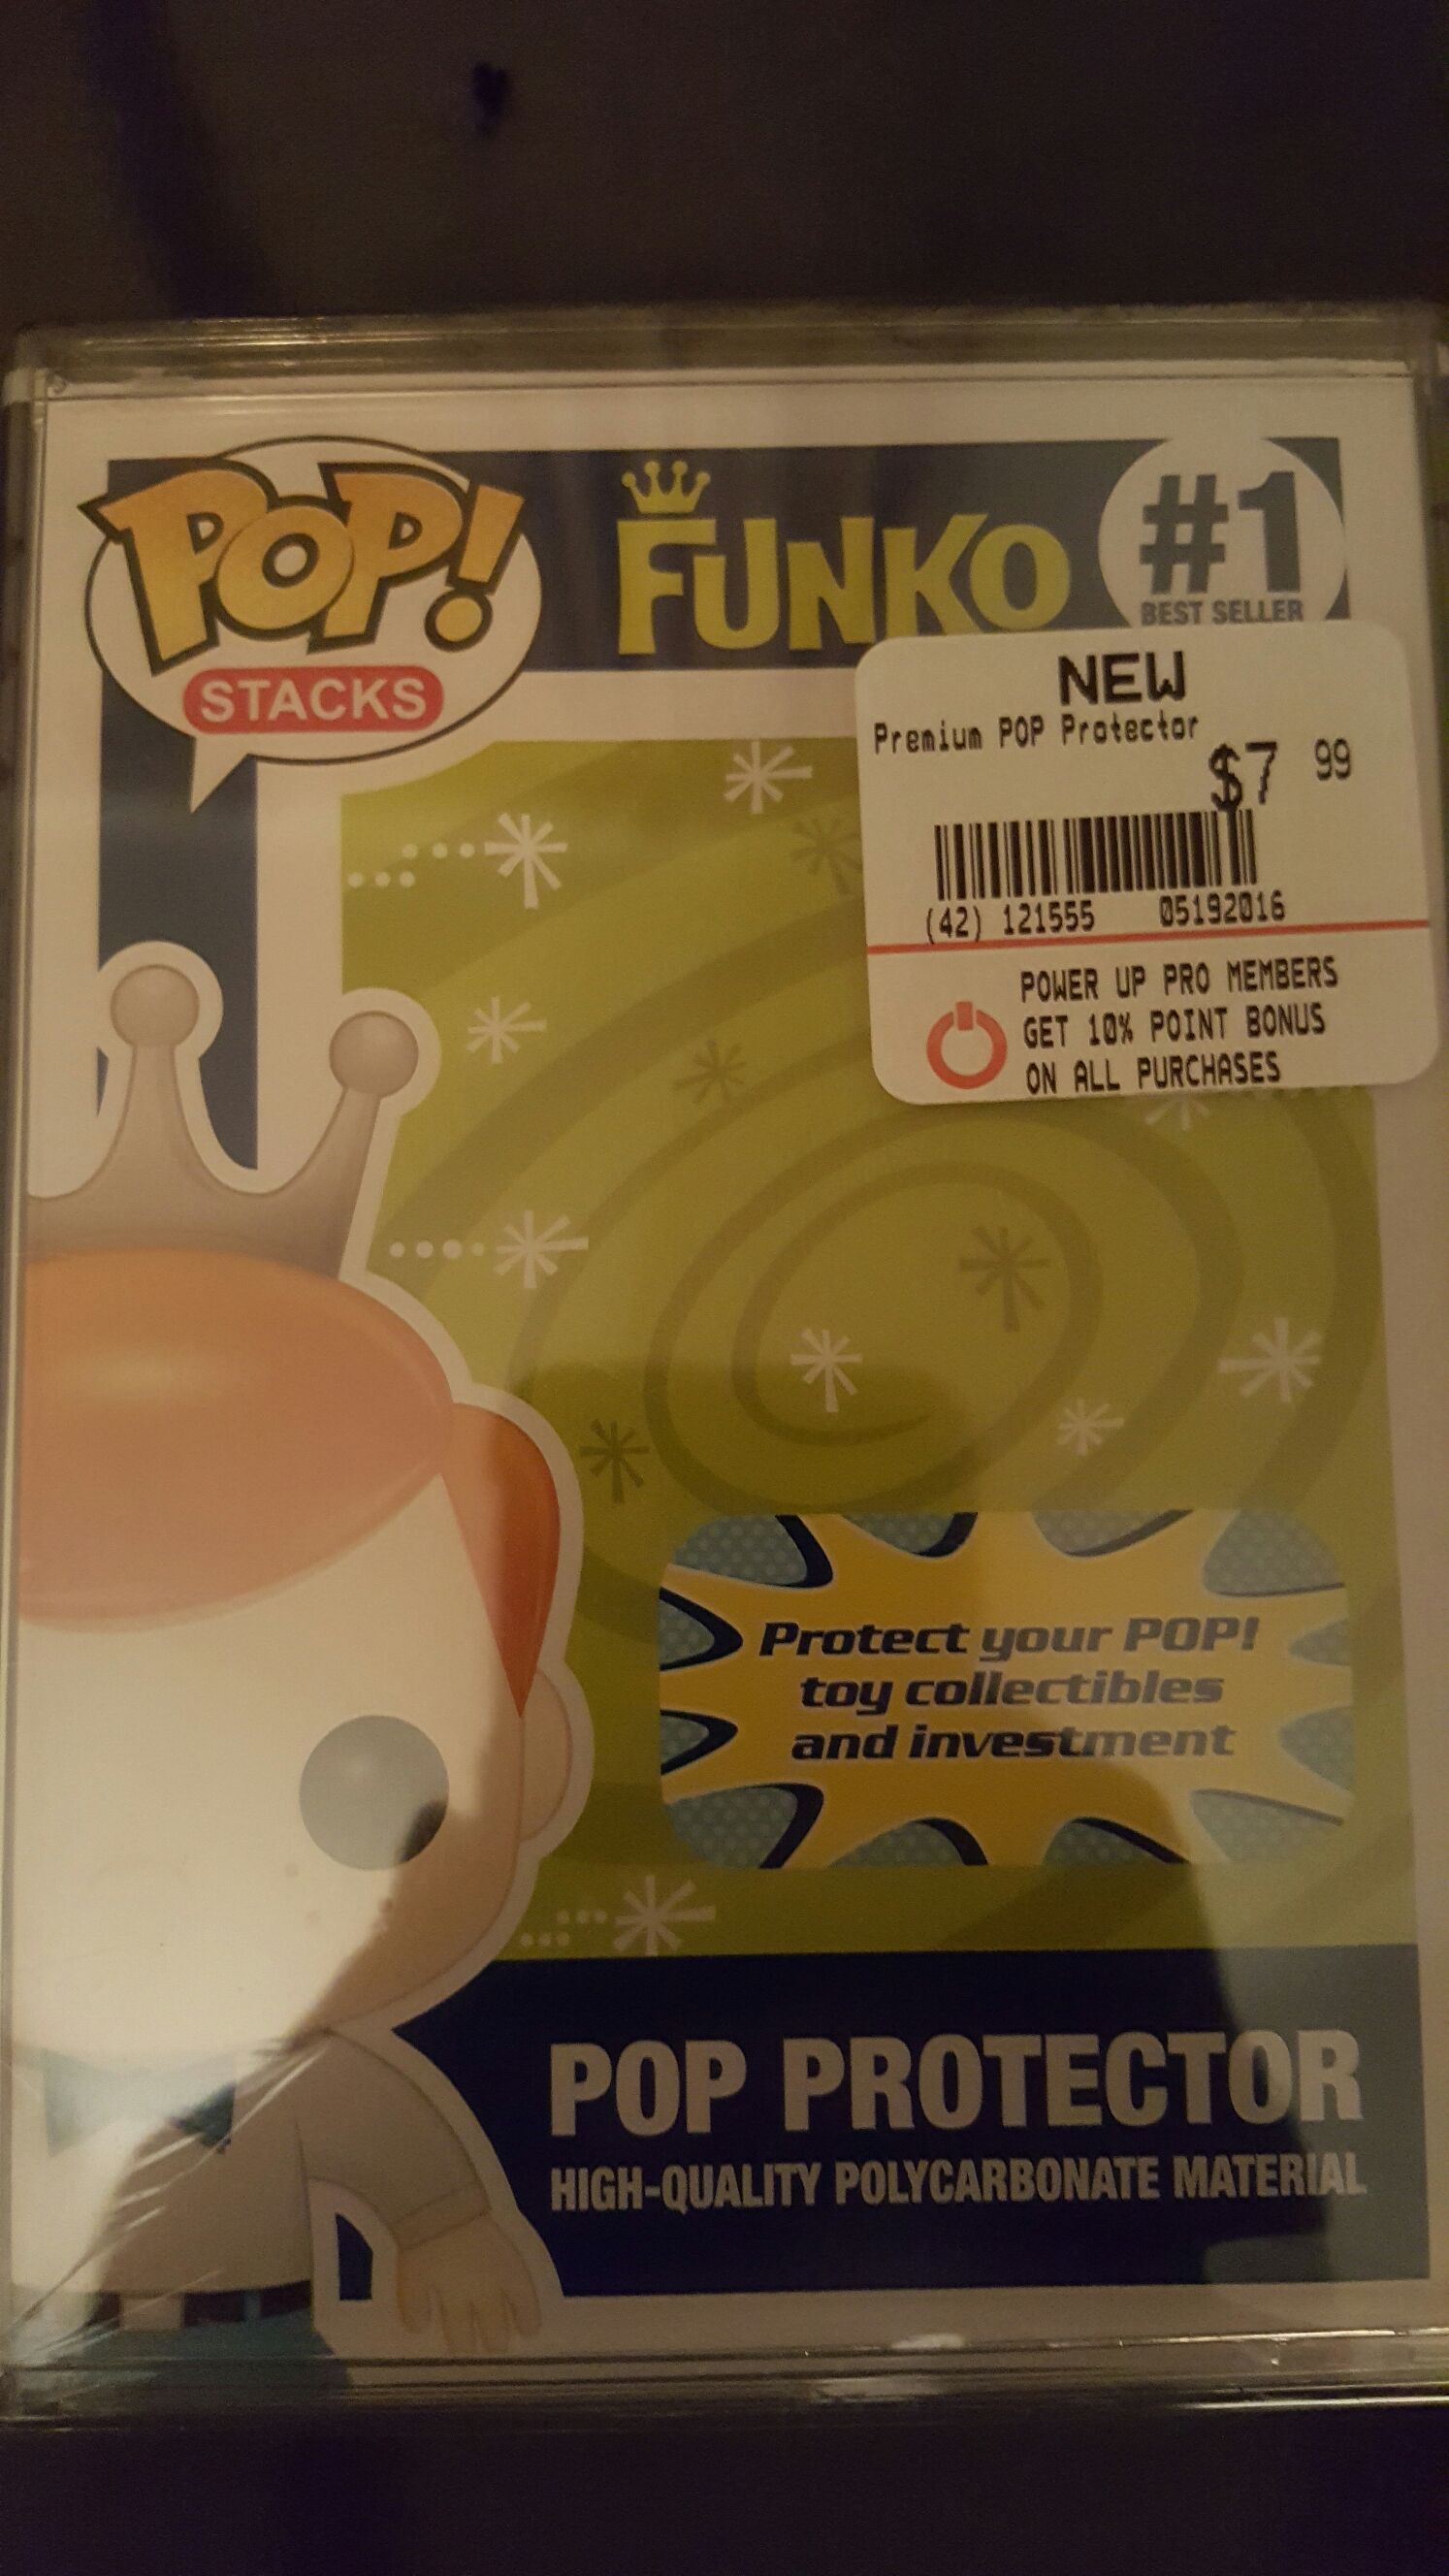 POP!
STACKS
FUNKO
#1
BEST SELLER
NEW
Premium POP Protector
$7 99
(42) 121555 05192016
POWER UP PRO MEMBERS
GET 10% POINT BONUS
ON ALL PURCHASES
Protect your POP!
toy collectibles
and investment
POP PROTECTOR
HIGH-QUALITY POLYCARBONATE MATERIAL